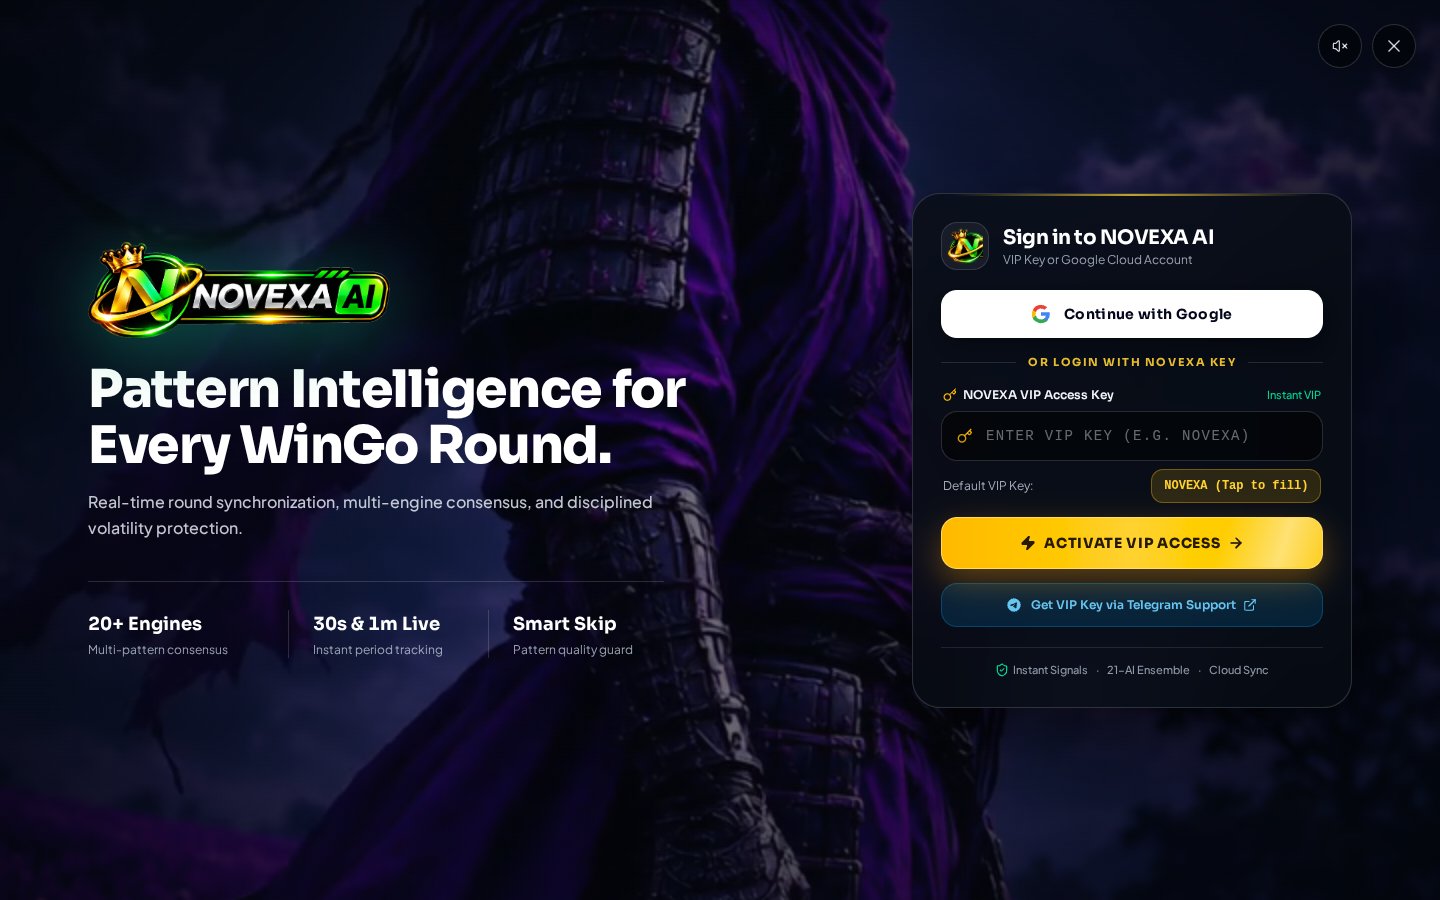 NOVEXA AI
Pattern Intelligence for
Every WinGo Round.
Real-time round synchronization, multi-engine consensus, and disciplined
volatility protection.
20+ Engines
Multi-pattern consensus
30s & 1m Live
Instant period tracking
Smart Skip
Pattern quality guard
Sign in to NOVEXA AI
VIP Key or Google Cloud Account
Continue with Google
OR LOGIN WITH NOVEXA KEY
NOVEXA VIP Access Key
Instant VIP
ENTER VIP KEY (E.G. NOVEXA)
Default VIP Key:
NOVEXA (Tap to fill)
ACTIVATE VIP ACCESS →
Get VIP Key via Telegram Support
Instant Signals · 21-AI Ensemble · Cloud Sync